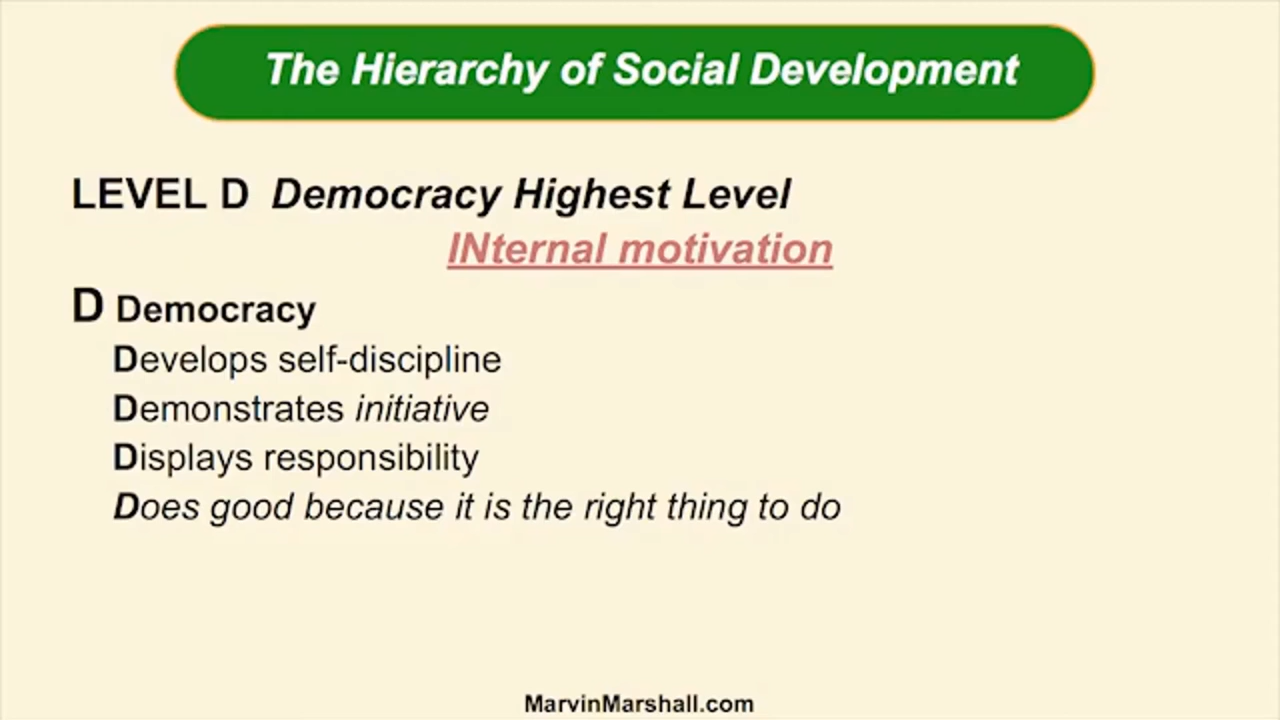 The Hierarchy of Social Development
LEVEL D Democracy Highest Level
INternal motivation
D Democracy
Develops self-discipline
Demonstrates initiative
Displays responsibility
Does good because it is the right thing to do
MarvinMarshall.com